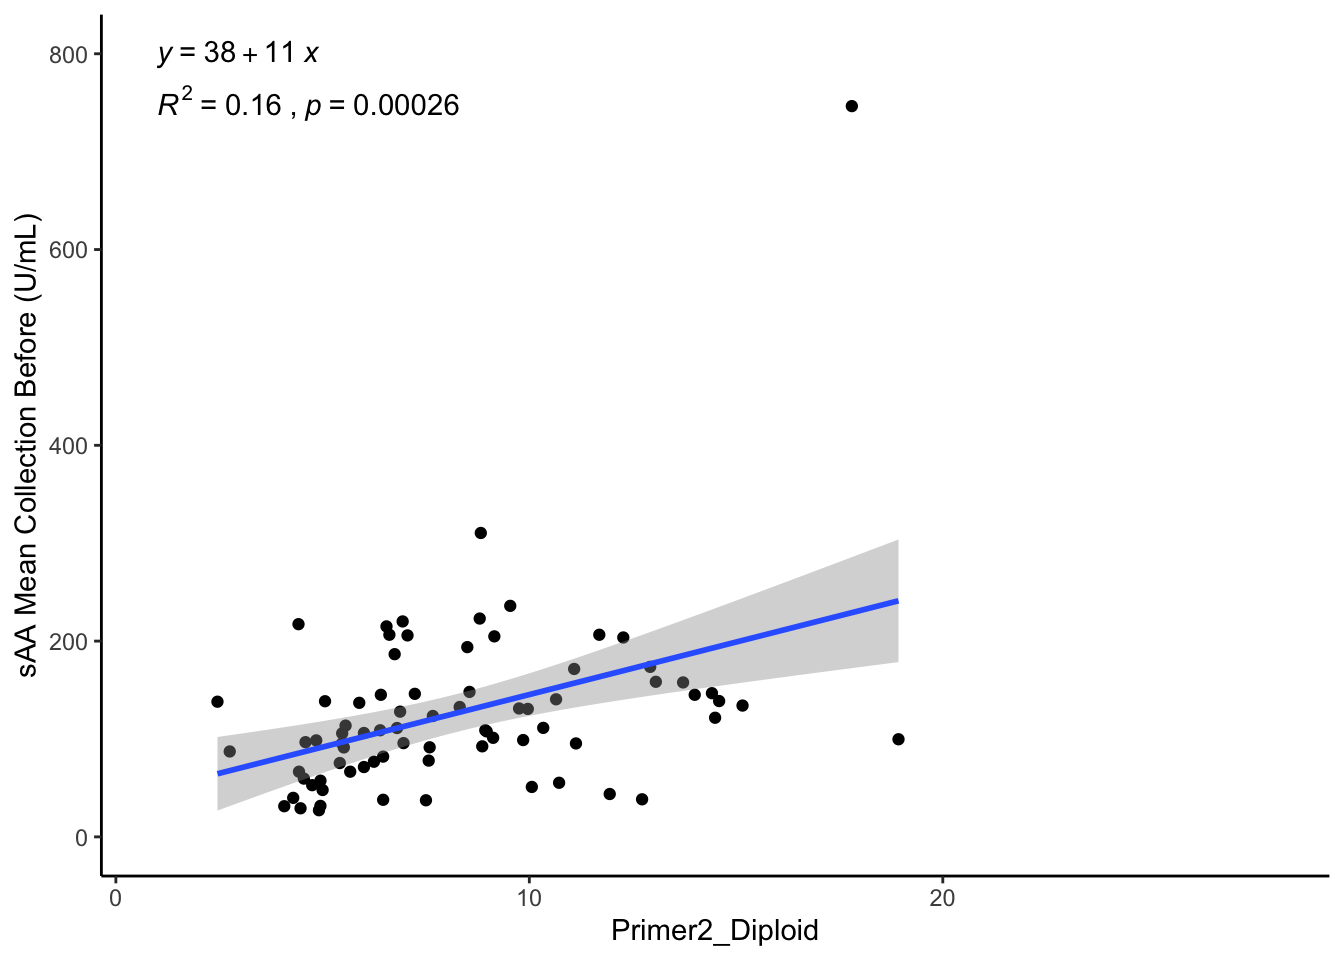 y = 38 + 11 x
R² = 0.16 , p = 0.00026
800
600
400
200
0
sAA Mean Collection Before (U/mL)
0 10 20
Primer2_Diploid